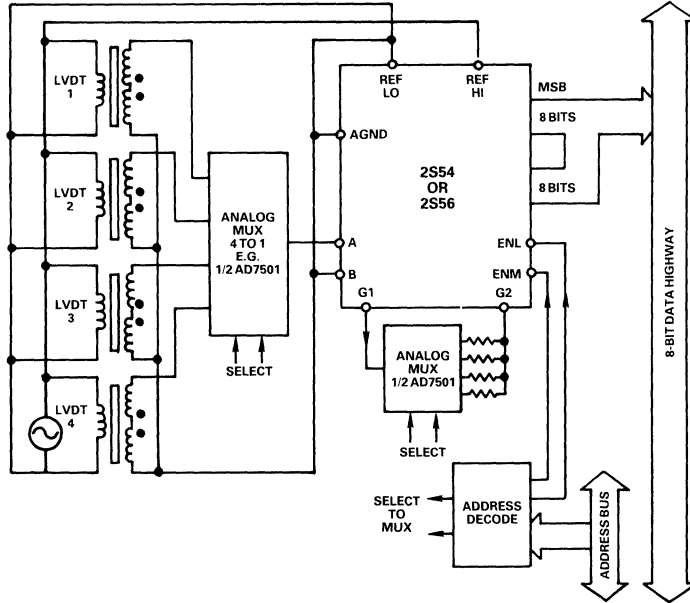 LVDT
1
LVDT
2
LVDT
3
LVDT
4
ANALOG
MUX
4 TO 1
E.G.
1/2 AD7501
SELECT
REF
LO
REF
HI
AGND
A
B
G1
G2
2S54
OR
2S56
MSB
8 BITS
8 BITS
ENL
ENM
ANALOG
MUX
1/2 AD7501
SELECT
SELECT
TO
MUX
ADDRESS
DECODE
ADDRESS BUS
8-BIT DATA HIGHWAY